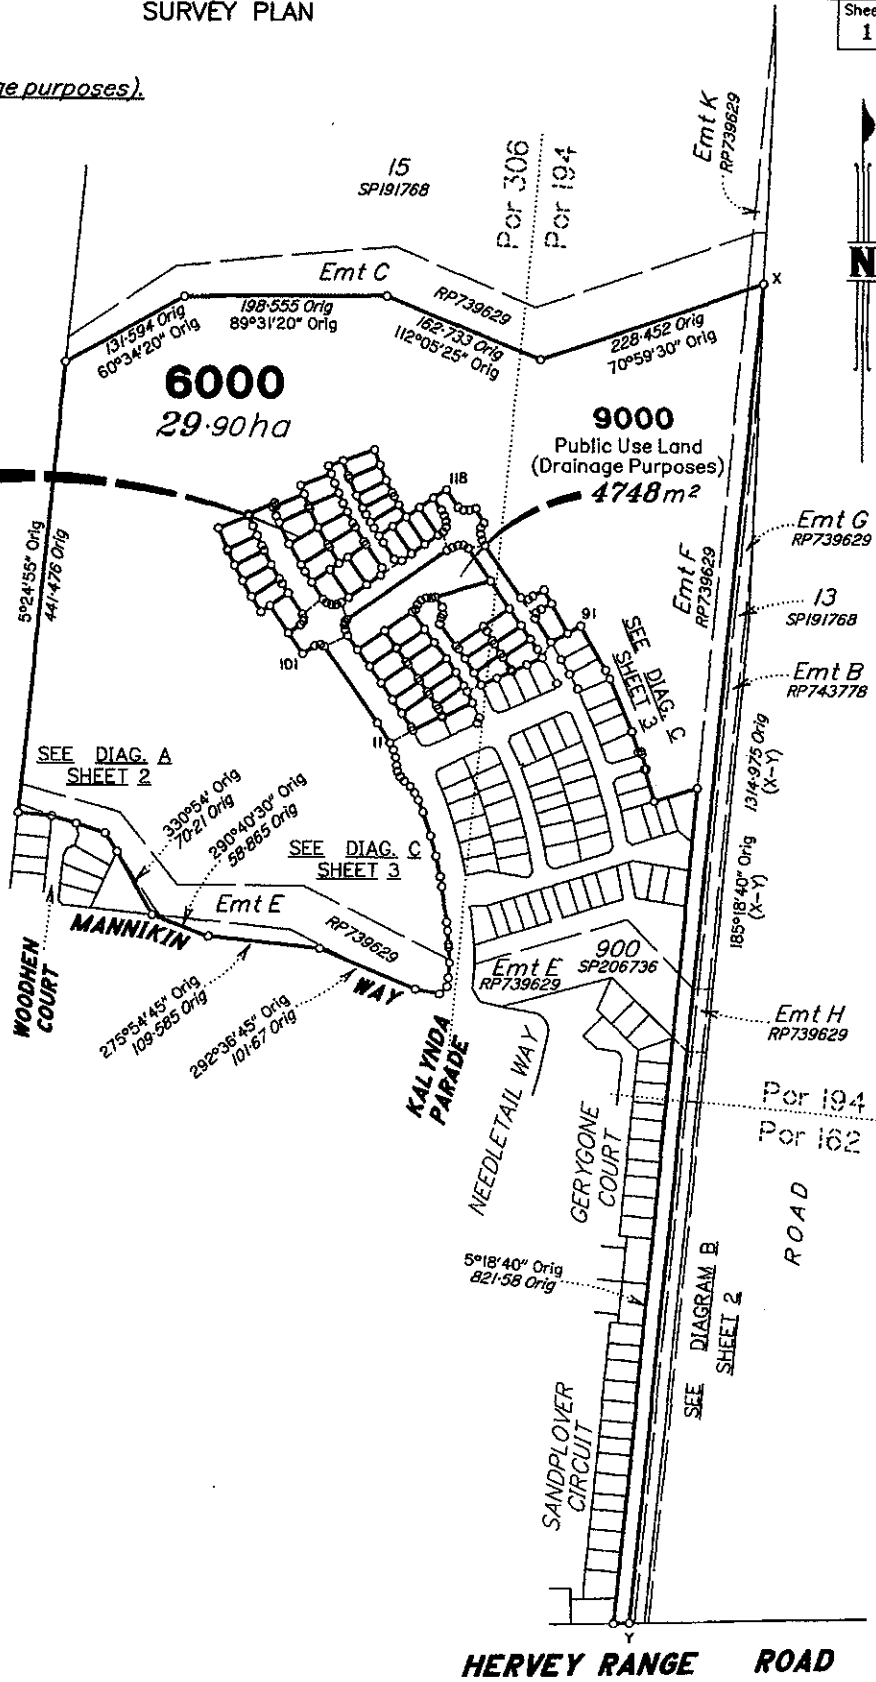 SURVEY PLAN
Shee
1
ge purposes).
Emt K
RP739629
15
SP191768
Por 306
Por 194
N
Emt C
RP739629
X
131·594 Orig
60°34'20" Orig
198·555 Orig
89°31'20" Orig
162·733 Orig
112°05'25" Orig
228·452 Orig
70°59'30" Orig
6000
29·90ha
9000
Public Use Land
(Drainage Purposes)
4748m²
118
5°24'55" Orig
441·476 Orig
Emt F
RP739629
Emt G
RP739629
13
SP191768
Emt B
RP743778
91
101
11
SEE DIAG. C
SHEET 3
SEE DIAG. A
SHEET 2
330°54' Orig
70·21 Orig
290°40'30" Orig
58·865 Orig
SEE DIAG. C
SHEET 3
1314·975 Orig
(X-Y)
185°18'40" Orig
(X-Y)
Emt E
RP739629
MANNIKIN
WAY
WOODHEN
COURT
275°54'45" Orig
109·585 Orig
292°36'45" Orig
101·67 Orig
Emt E
RP739629
900
SP206736
Emt H
RP739629
KALYNDA
PARADE
NEEDLETAIL WAY
GERYGONE
COURT
Por 194
Por 162
ROAD
5°18'40" Orig
821·58 Orig
SEE DIAGRAM B
SHEET 2
SANDPLOVER
CIRCUIT
Y
HERVEY RANGE ROAD